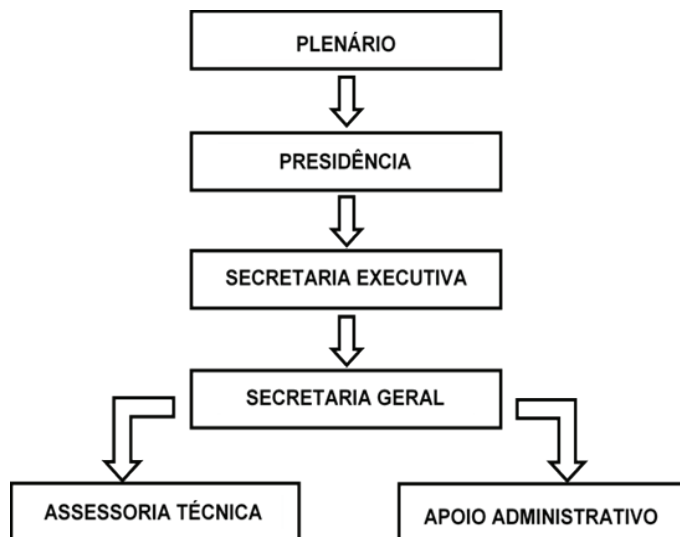 PLENÁRIO
PRESIDÊNCIA
SECRETARIA EXECUTIVA
SECRETARIA GERAL
ASSESSORIA TÉCNICA
APOIO ADMINISTRATIVO